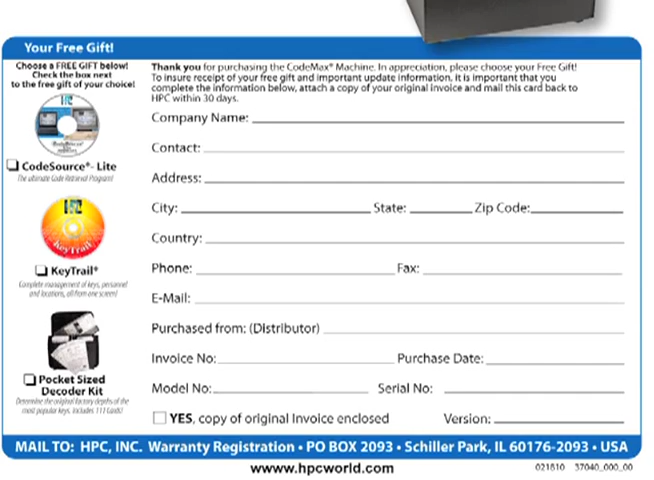 Your Free Gift!
Choose a FREE GIFT below!
Check the box next
to the free gift of your choice!
HPC
CodeSource®- Lite
The ultimate Code Retrieval Program!
HPC
KeyTrail
KeyTrail®
Complete management of keys, personnel
and locations, all from one screen!
Pocket Sized
Decoder Kit
Determine the original factory depths of the
most popular keys. Includes 111 Cards!
Thank you for purchasing the CodeMax® Machine. In appreciation, please choose your Free Gift!
To insure receipt of your free gift and important update information, it is important that you
complete the information below, attach a copy of your original invoice and mail this card back to
HPC within 30 days.
Company Name:
Contact:
Address:
City: State: Zip Code:
Country:
Phone: Fax:
E-Mail:
Purchased from: (Distributor)
Invoice No: Purchase Date:
Model No: Serial No:
YES, copy of original Invoice enclosed Version:
MAIL TO: HPC, INC. Warranty Registration • PO BOX 2093 • Schiller Park, IL 60176-2093 • USA
www.hpcworld.com
021810 37040_000_00